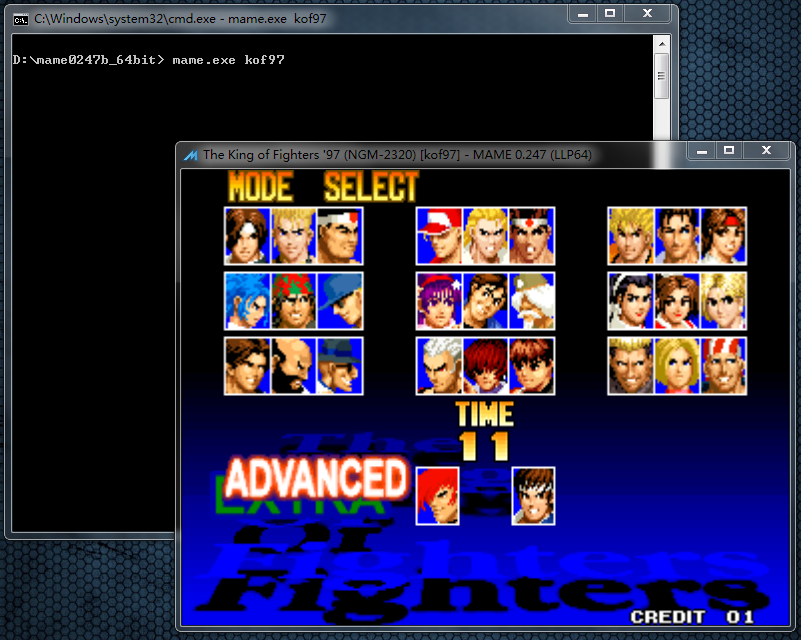 C:\Windows\system32\cmd.exe - mame.exe  kof97
D:\mame0247b_64bit> mame.exe kof97
The King of Fighters '97 (NGM-2320) [kof97] - MAME 0.247 (LLP64)
MODE SELECT
TIME
11
ADVANCED
EXTRA
The
Of
Fighters
Fighters
CREDIT 01